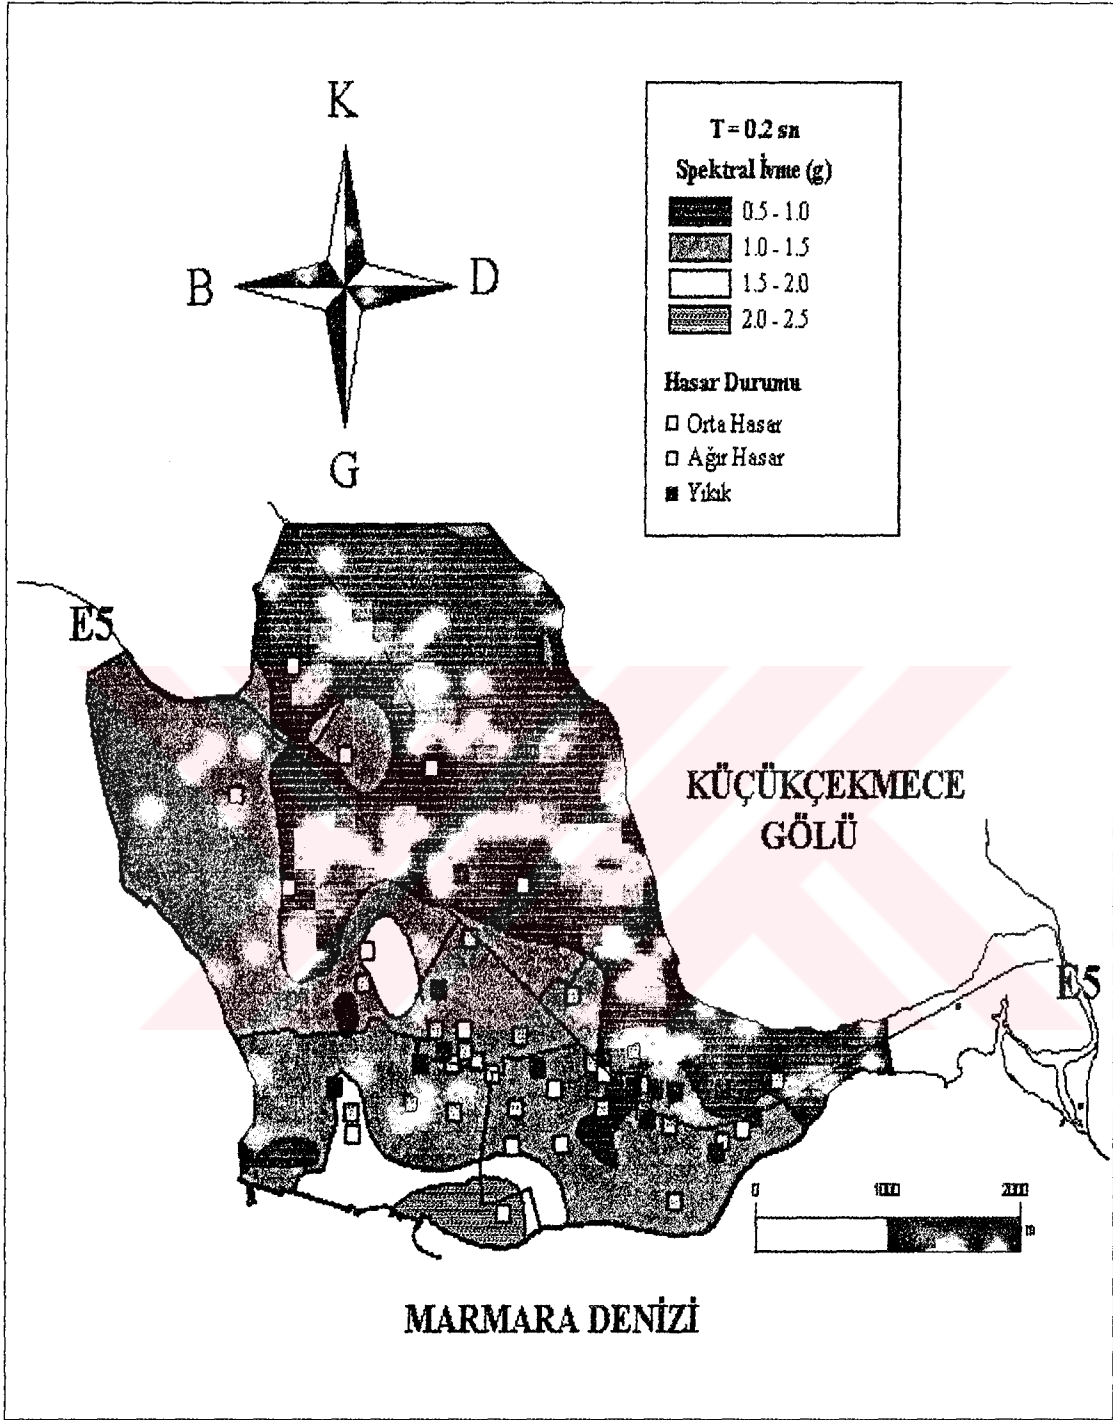 K
B
D
G
T = 0.2 sn
Spektral İvme (g)
0.5 - 1.0
1.0 - 1.5
1.5 - 2.0
2.0 - 2.5
Hasar Durumu
Orta Hasar
Ağır Hasar
Yıkık
E5
KÜÇÜKÇEKMECE
GÖLÜ
E5
0 1000 2000
m
MARMARA DENİZİ